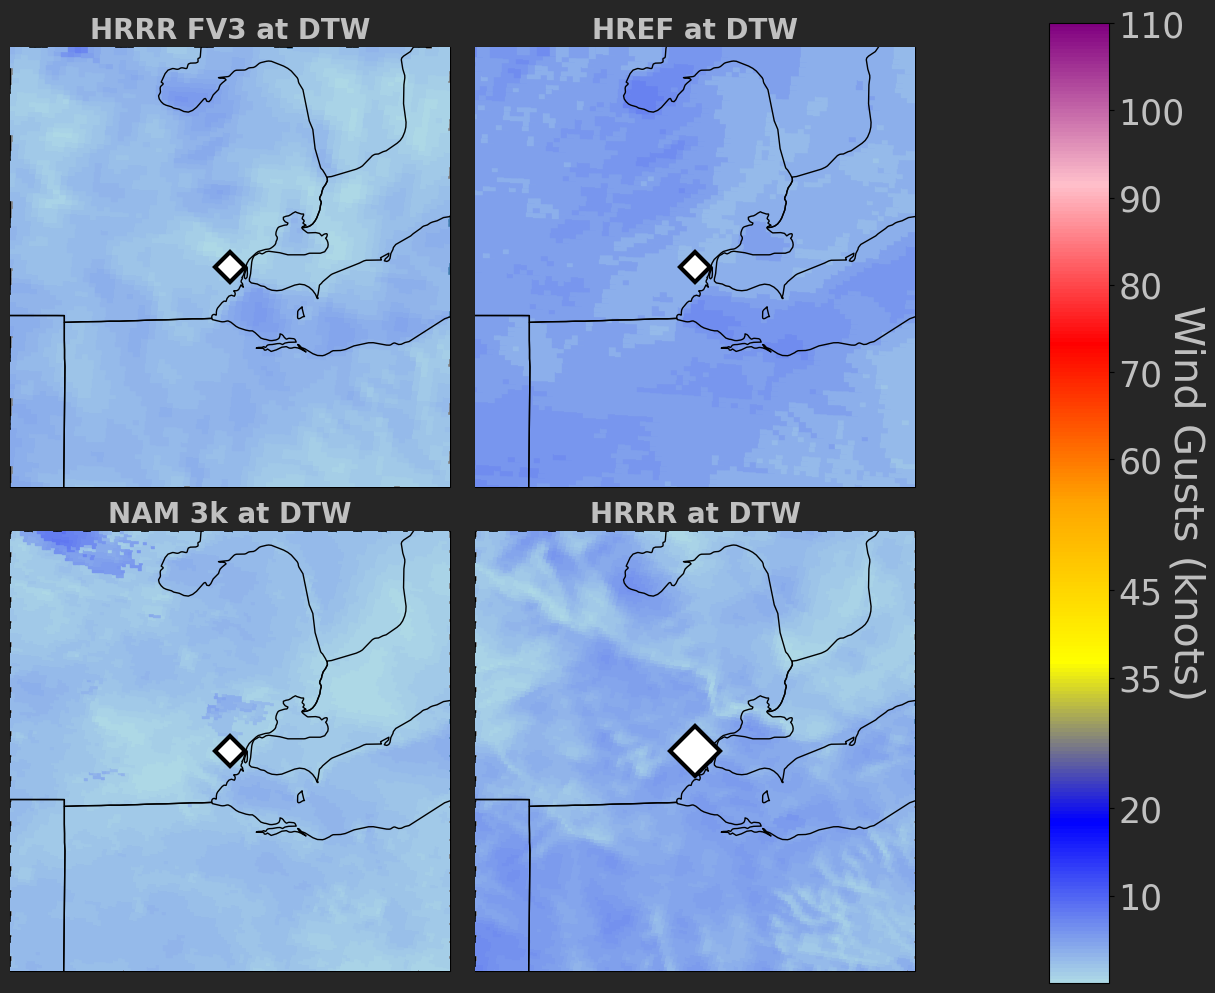 HRRR FV3 at DTW
HREF at DTW
NAM 3k at DTW
HRRR at DTW
110
100
90
80
70
60
45
35
20
10
Wind Gusts (knots)